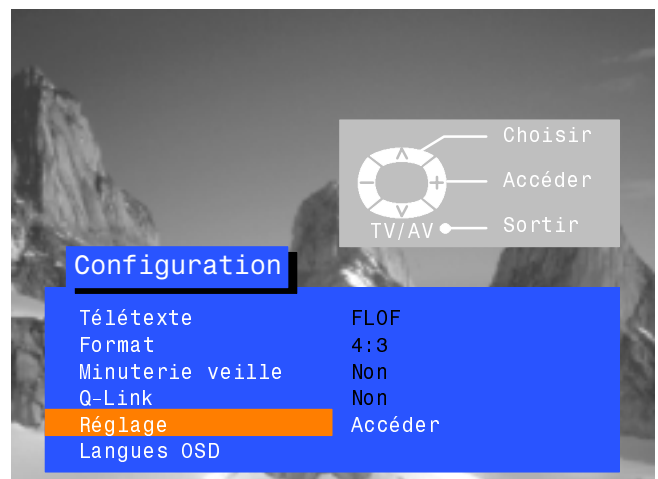 Choisir
Accéder
TV/AV Sortir
Configuration
Télétexte FLOF
Format 4:3
Minuterie veille Non
Q-Link Non
Réglage Accéder
Langues OSD